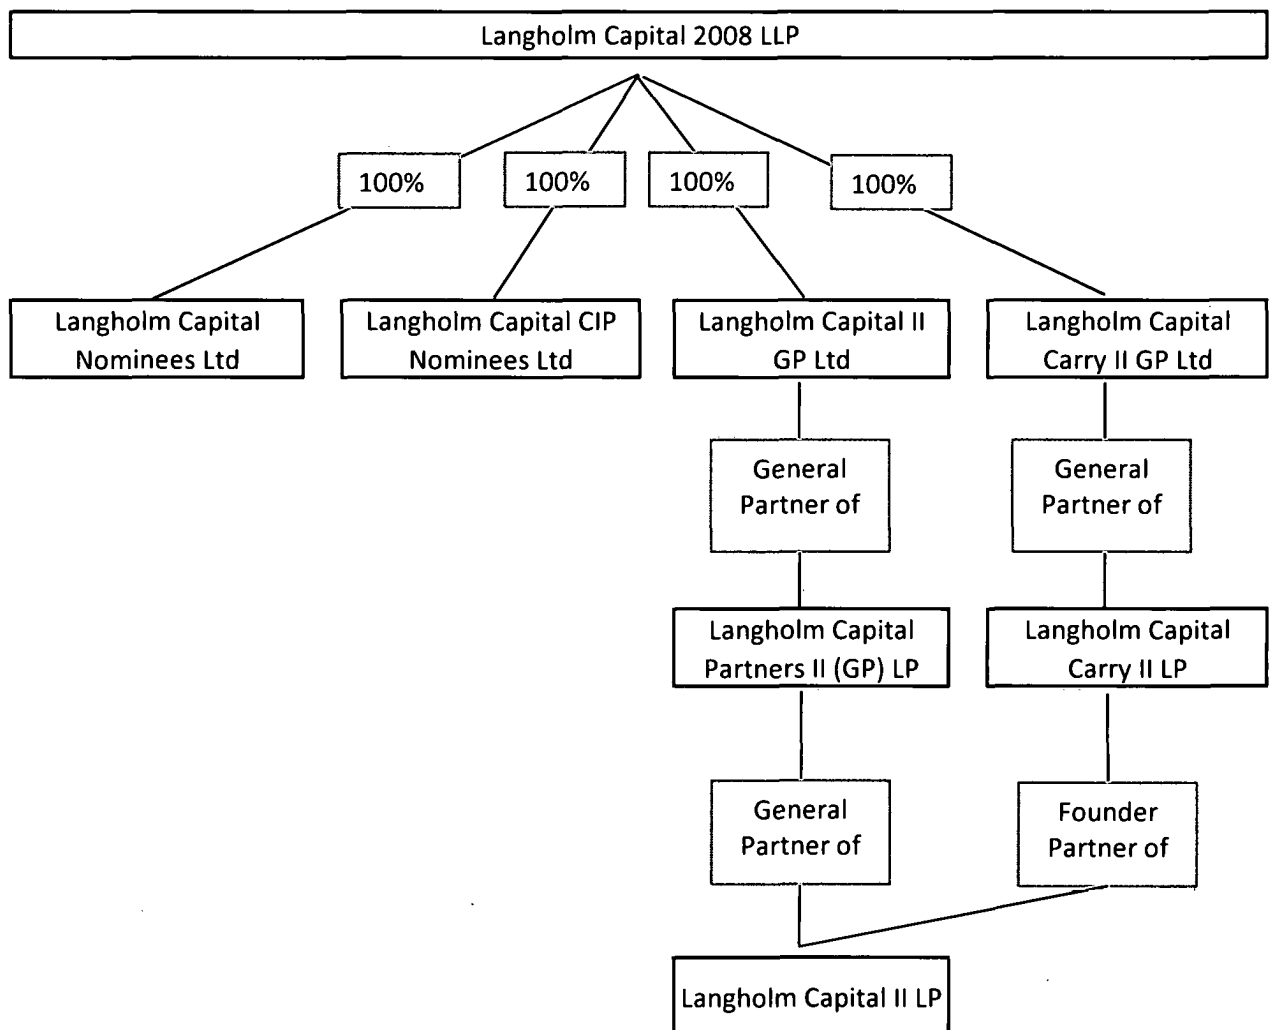 Langholm Capital 2008 LLP
100%
100%
100%
100%
Langholm Capital
Nominees Ltd
Langholm Capital CIP
Nominees Ltd
Langholm Capital II
GP Ltd
Langholm Capital
Carry II GP Ltd
General
Partner of
General
Partner of
Langholm Capital
Partners II (GP) LP
Langholm Capital
Carry II LP
General
Partner of
Founder
Partner of
Langholm Capital II LP